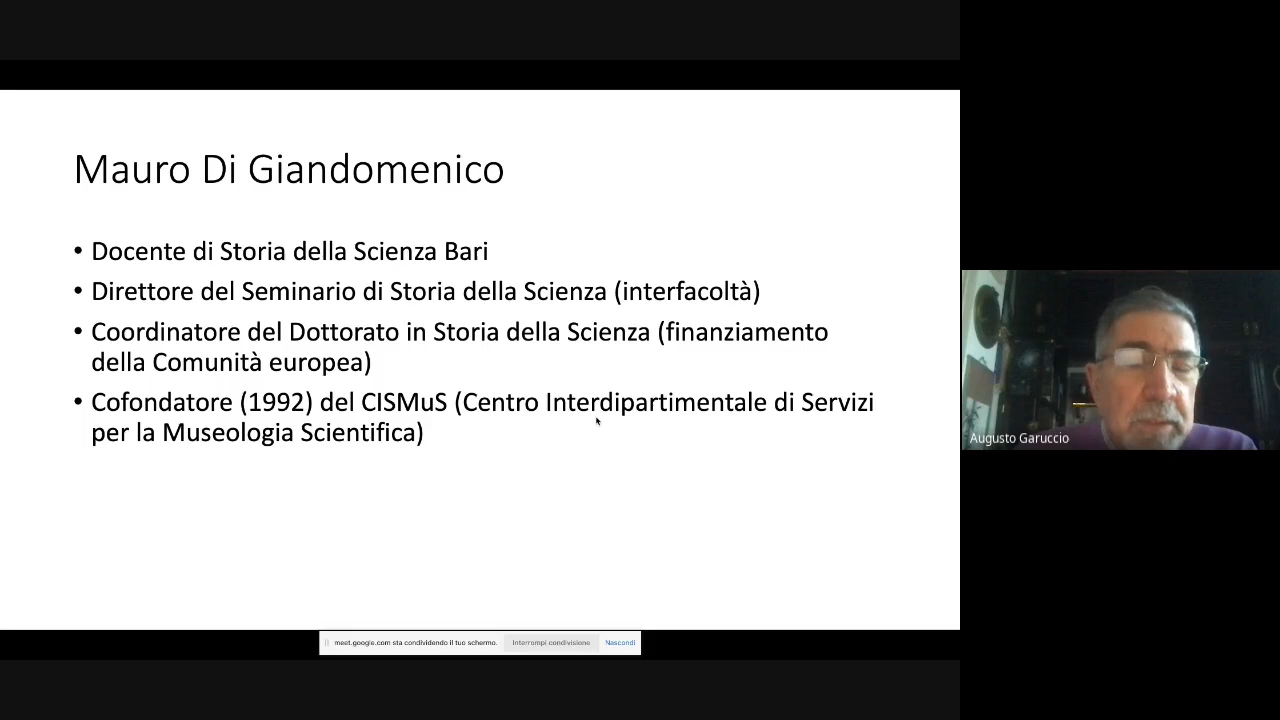 Mauro Di Giandomenico
• Docente di Storia della Scienza Bari
• Direttore del Seminario di Storia della Scienza (interfacoltà)
• Coordinatore del Dottorato in Storia della Scienza (finanziamento
della Comunità europea)
• Cofondatore (1992) del CISMuS (Centro Interdipartimentale di Servizi
per la Museologia Scientifica)
Augusto Garuccio
meet.google.com sta condividendo il tuo schermo. Interrompi condivisione Nascondi